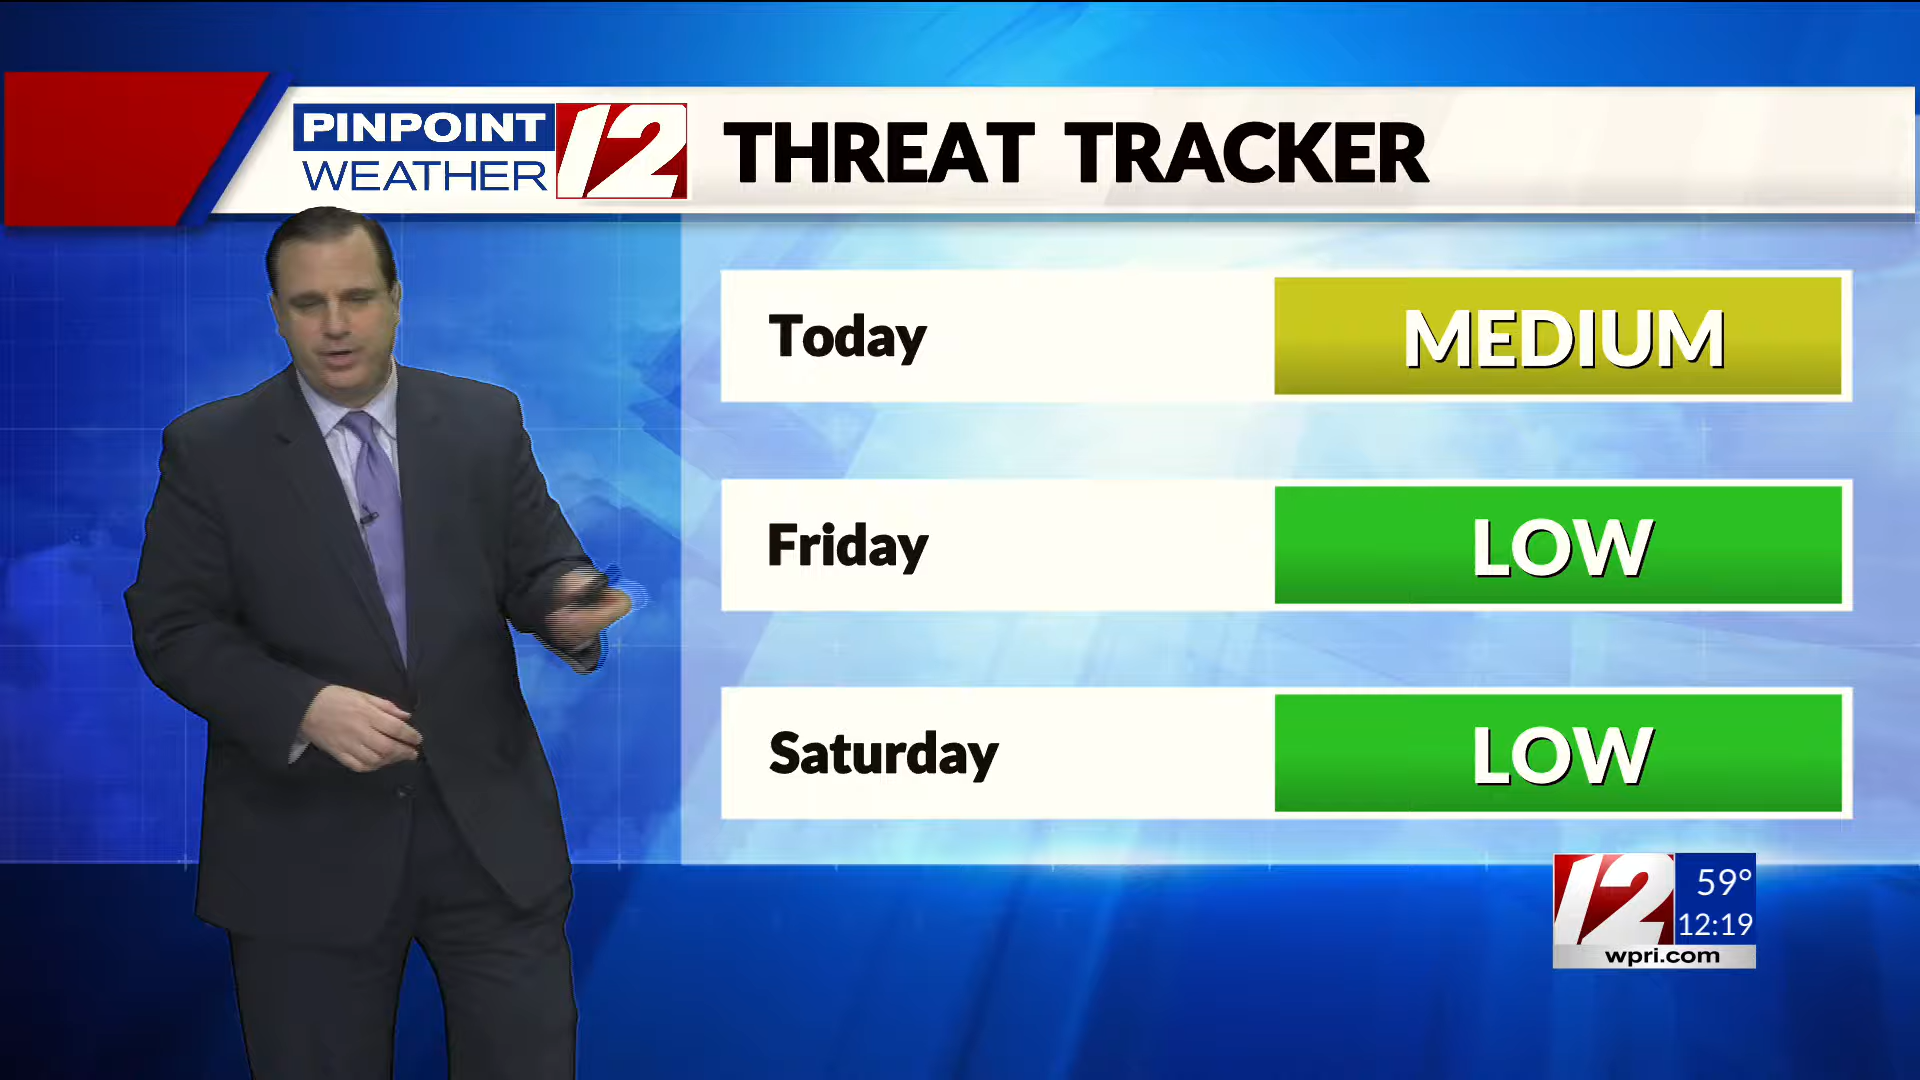 PINPOINT
WEATHER
12
THREAT TRACKER
Today
MEDIUM
Friday
LOW
Saturday
LOW
12
59°
12:19
wpri.com